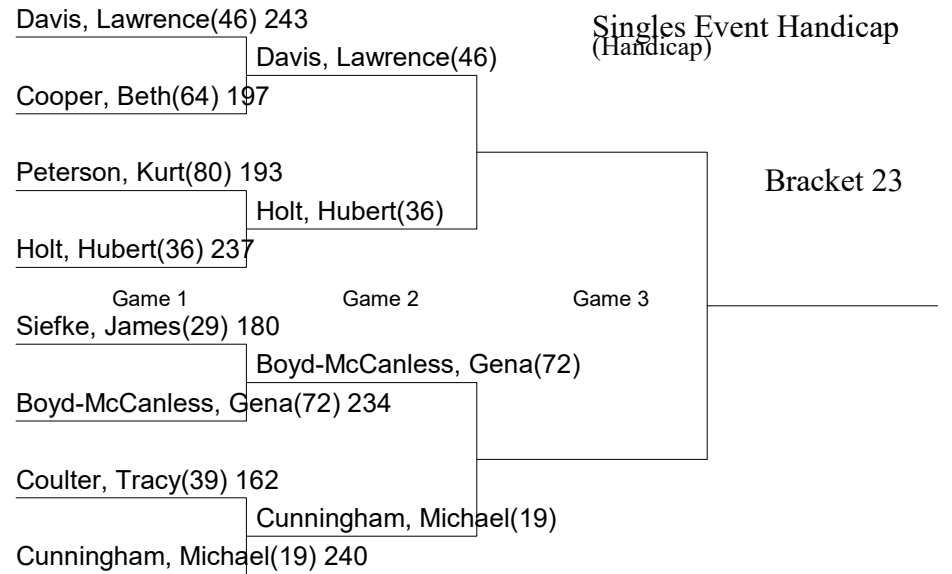 Davis, Lawrence(46) 243
Singles Event Handicap
(Handicap)
Davis, Lawrence(46)
Cooper, Beth(64) 197
Peterson, Kurt(80) 193
Bracket 23
Holt, Hubert(36)
Holt, Hubert(36) 237
Game 1
Game 2
Game 3
Siefke, James(29) 180
Boyd-McCanless, Gena(72)
Boyd-McCanless, Gena(72) 234
Coulter, Tracy(39) 162
Cunningham, Michael(19)
Cunningham, Michael(19) 240